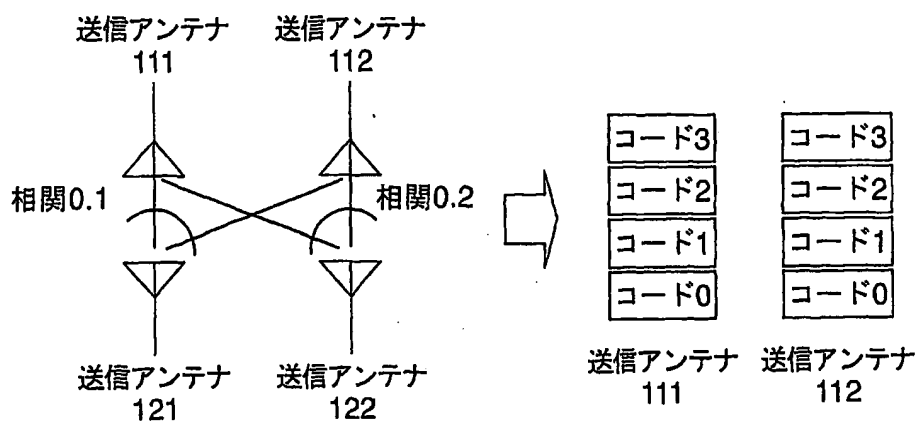 送信アンテナ
111
送信アンテナ
112
相関0.1
相関0.2
送信アンテナ
121
送信アンテナ
122
コード3
コード2
コード1
コード0
送信アンテナ
111
コード3
コード2
コード1
コード0
送信アンテナ
112